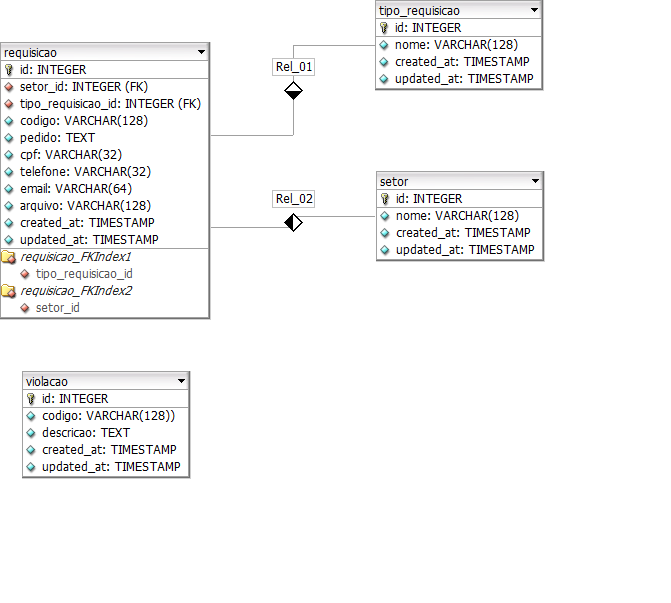 requisicao
id: INTEGER
setor_id: INTEGER (FK)
tipo_requisicao_id: INTEGER (FK)
codigo: VARCHAR(128)
pedido: TEXT
cpf: VARCHAR(32)
telefone: VARCHAR(32)
email: VARCHAR(64)
arquivo: VARCHAR(128)
created_at: TIMESTAMP
updated_at: TIMESTAMP
requisicao_FKIndex1
tipo_requisicao_id
requisicao_FKIndex2
setor_id
Rel_01
tipo_requisicao
id: INTEGER
nome: VARCHAR(128)
created_at: TIMESTAMP
updated_at: TIMESTAMP
Rel_02
setor
id: INTEGER
nome: VARCHAR(128)
created_at: TIMESTAMP
updated_at: TIMESTAMP
violacao
id: INTEGER
codigo: VARCHAR(128))
descricao: TEXT
created_at: TIMESTAMP
updated_at: TIMESTAMP